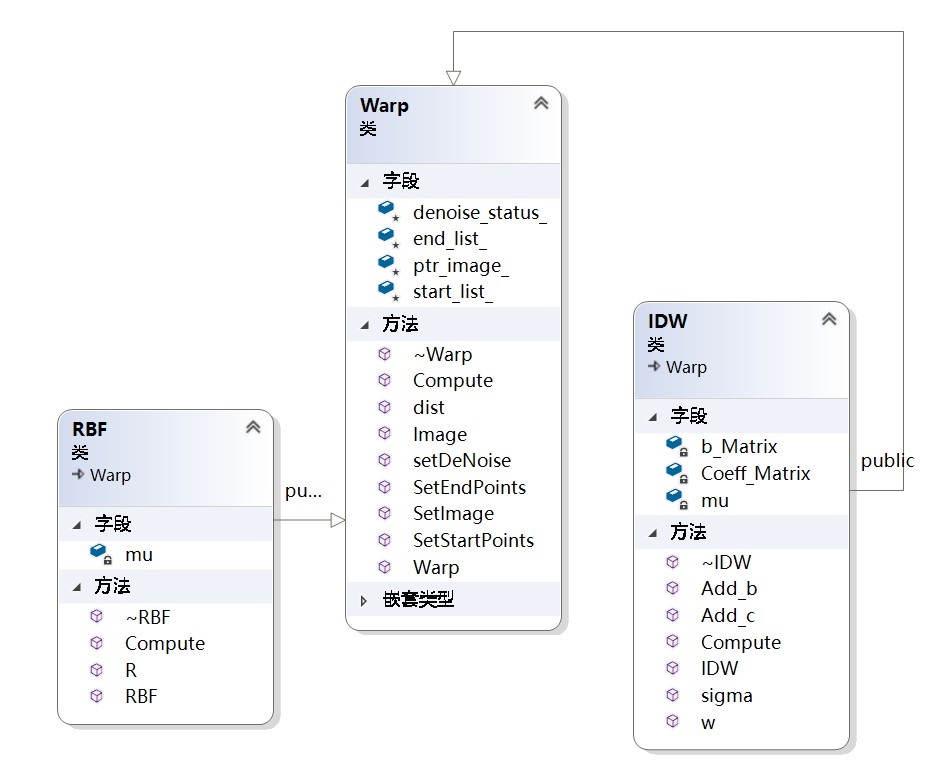 Warp
类
字段
denoise_status_
end_list_
ptr_image_
start_list_
方法
~Warp
Compute
dist
Image
setDeNoise
SetEndPoints
SetImage
SetStartPoints
Warp
嵌套类型
RBF
类
Warp
字段
mu
方法
~RBF
Compute
R
RBF
pu...
IDW
类
Warp
字段
b_Matrix
Coeff_Matrix
mu
方法
~IDW
Add_b
Add_c
Compute
IDW
sigma
w
public